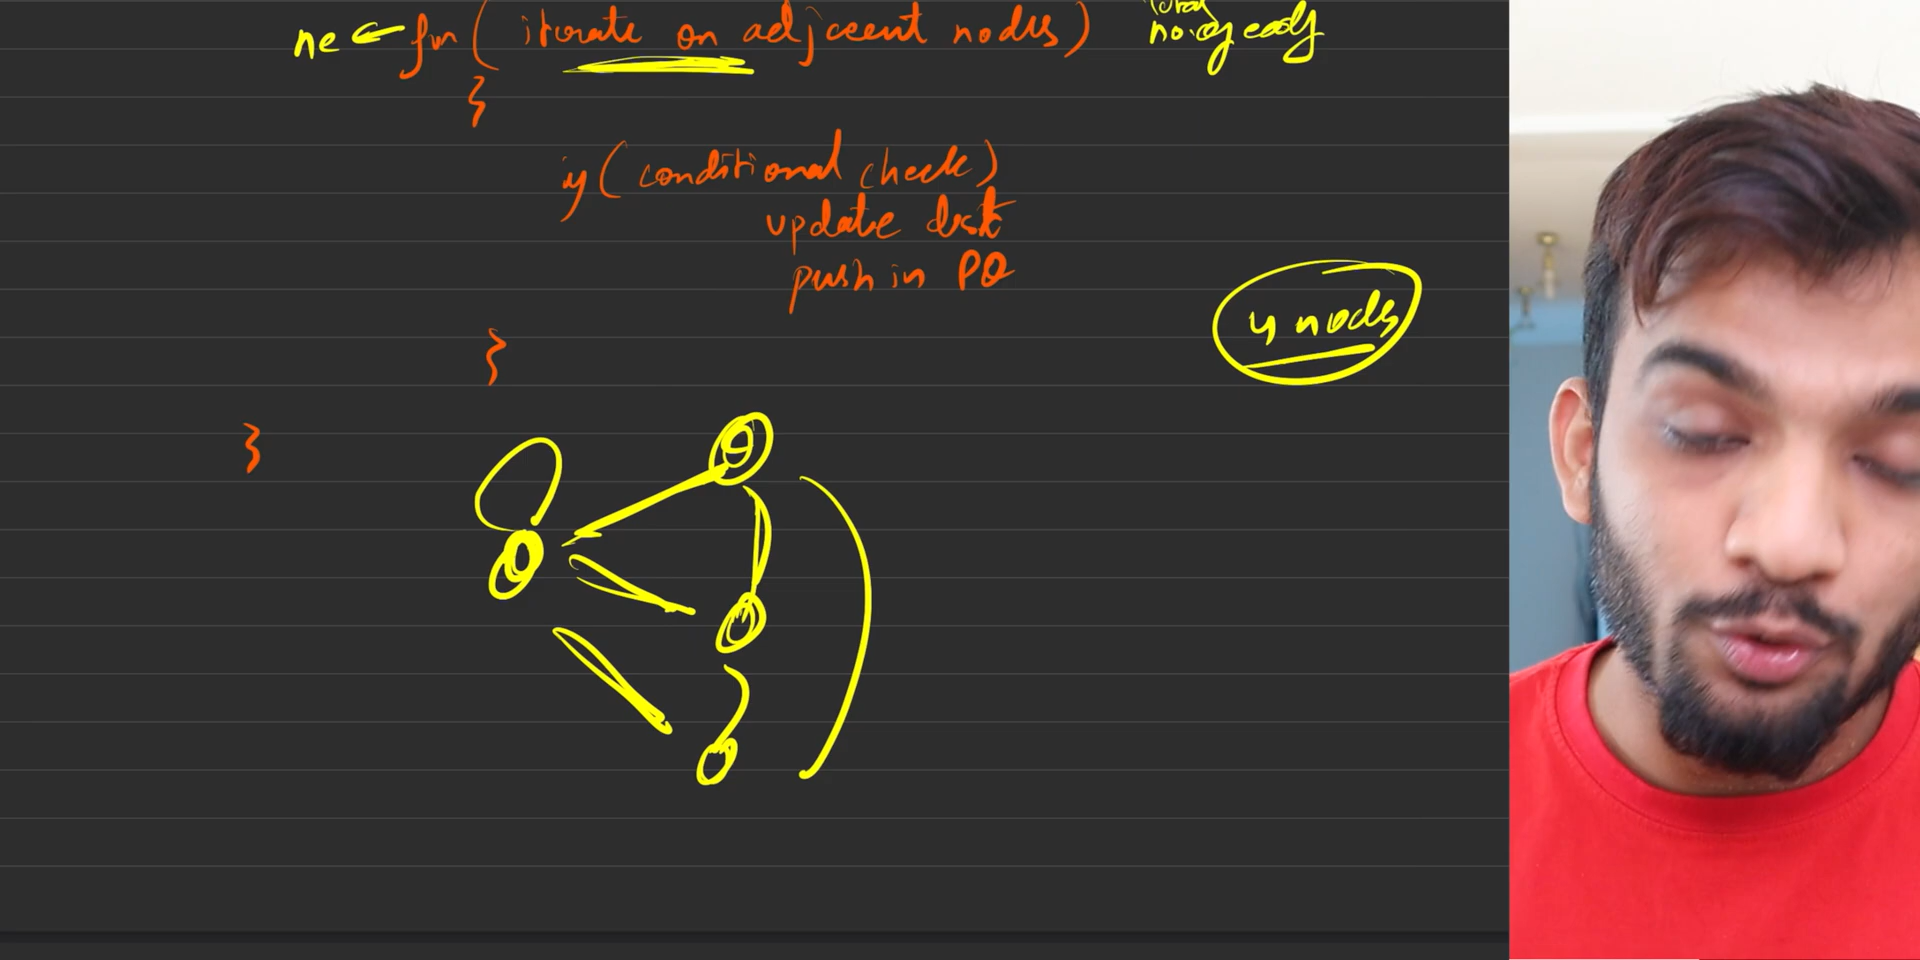 ne ← for ( iterate on adjacent nodes ) Total
no. of edges
{
if ( conditional check )
update dist
push in PQ
4 nodes
}
}